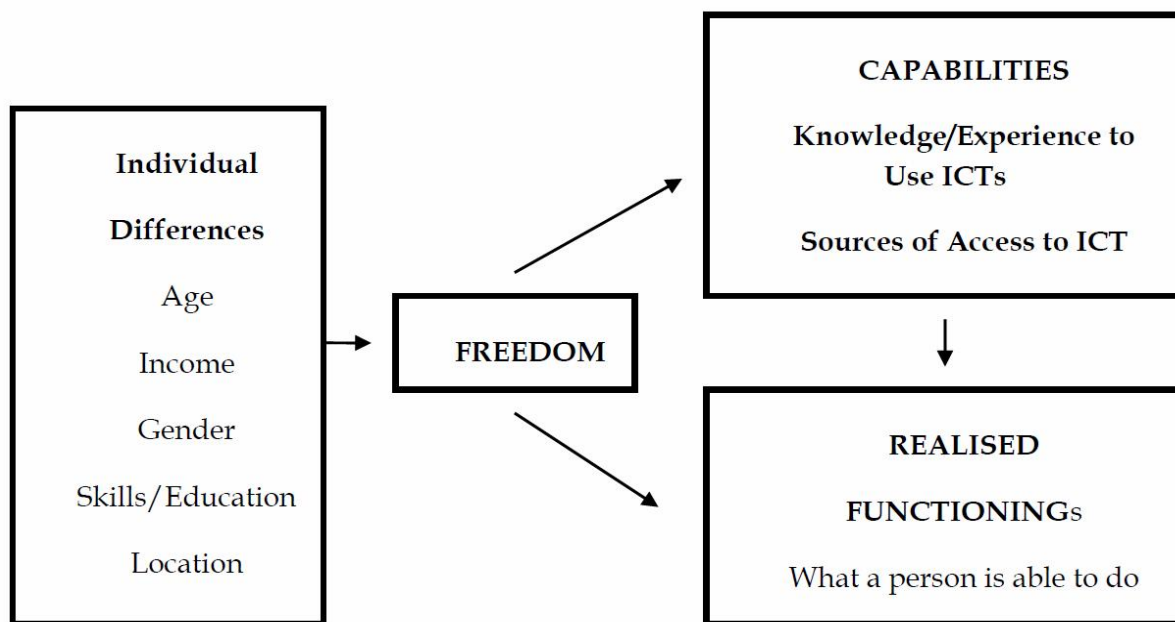 Individual
Differences
Age
Income
Gender
Skills/Education
Location
FREEDOM
CAPABILITIES
Knowledge/Experience to
Use ICTs
Sources of Access to ICT
REALISED
FUNCTIONINGs
What a person is able to do